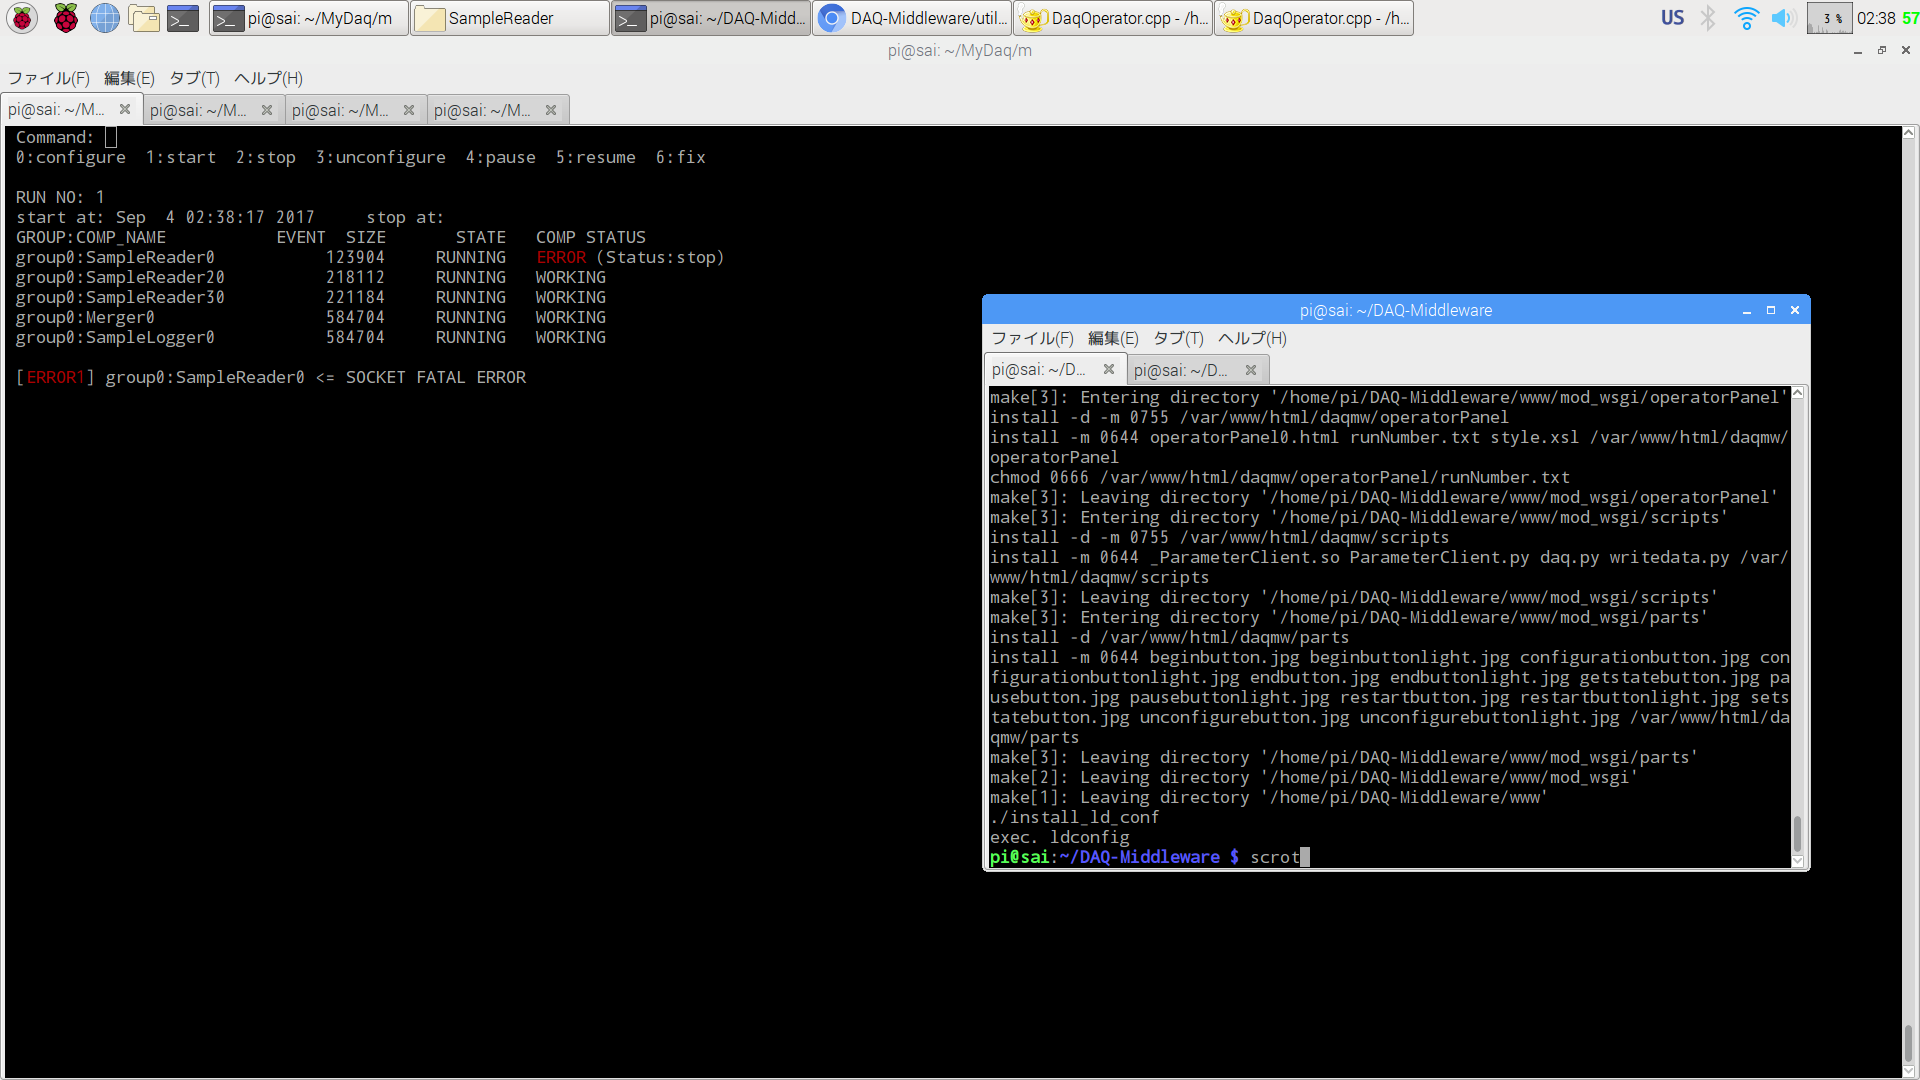 pi@sai: ~/MyDaq/m
SampleReader
pi@sai: ~/DAQ-Midd...
DAQ-Middleware/util...
DaqOperator.cpp - /h...
DaqOperator.cpp - /h...
US
3 %
02:38
57
pi@sai: ~/MyDaq/m
ファイル(F) 編集(E) タブ(T) ヘルプ(H)
pi@sai: ~/M...
pi@sai: ~/M...
pi@sai: ~/M...
pi@sai: ~/M...
Command:
0:configure 1:start 2:stop 3:unconfigure 4:pause 5:resume 6:fix
RUN NO: 1
start at: Sep 4 02:38:17 2017 stop at:
GROUP:COMP_NAME EVENT SIZE STATE COMP STATUS
group0:SampleReader0 123904 RUNNING ERROR (Status:stop)
group0:SampleReader20 218112 RUNNING WORKING
group0:SampleReader30 221184 RUNNING WORKING
group0:Merger0 584704 RUNNING WORKING
group0:SampleLogger0 584704 RUNNING WORKING
[ERROR1] group0:SampleReader0 <= SOCKET FATAL ERROR
pi@sai: ~/DAQ-Middleware
ファイル(F) 編集(E) タブ(T) ヘルプ(H)
pi@sai: ~/D...
pi@sai: ~/D...
make[3]: Entering directory '/home/pi/DAQ-Middleware/www/mod_wsgi/operatorPanel'
install -d -m 0755 /var/www/html/daqmw/operatorPanel
install -m 0644 operatorPanel0.html runNumber.txt style.xsl /var/www/html/daqmw/
operatorPanel
chmod 0666 /var/www/html/daqmw/operatorPanel/runNumber.txt
make[3]: Leaving directory '/home/pi/DAQ-Middleware/www/mod_wsgi/operatorPanel'
make[3]: Entering directory '/home/pi/DAQ-Middleware/www/mod_wsgi/scripts'
install -d -m 0755 /var/www/html/daqmw/scripts
install -m 0644 _ParameterClient.so ParameterClient.py daq.py writedata.py /var/
www/html/daqmw/scripts
make[3]: Leaving directory '/home/pi/DAQ-Middleware/www/mod_wsgi/scripts'
make[3]: Entering directory '/home/pi/DAQ-Middleware/www/mod_wsgi/parts'
install -d /var/www/html/daqmw/parts
install -m 0644 beginbutton.jpg beginbuttonlight.jpg configurationbutton.jpg con
figurationbuttonlight.jpg endbutton.jpg endbuttonlight.jpg getstatebutton.jpg pa
usebutton.jpg pausebuttonlight.jpg restartbutton.jpg restartbuttonlight.jpg sets
tatebutton.jpg unconfigurebutton.jpg unconfigurebuttonlight.jpg /var/www/html/da
qmw/parts
make[3]: Leaving directory '/home/pi/DAQ-Middleware/www/mod_wsgi/parts'
make[2]: Leaving directory '/home/pi/DAQ-Middleware/www/mod_wsgi'
make[1]: Leaving directory '/home/pi/DAQ-Middleware/www'
./install_ld_conf
exec. ldconfig
pi@sai:~/DAQ-Middleware $ scrot